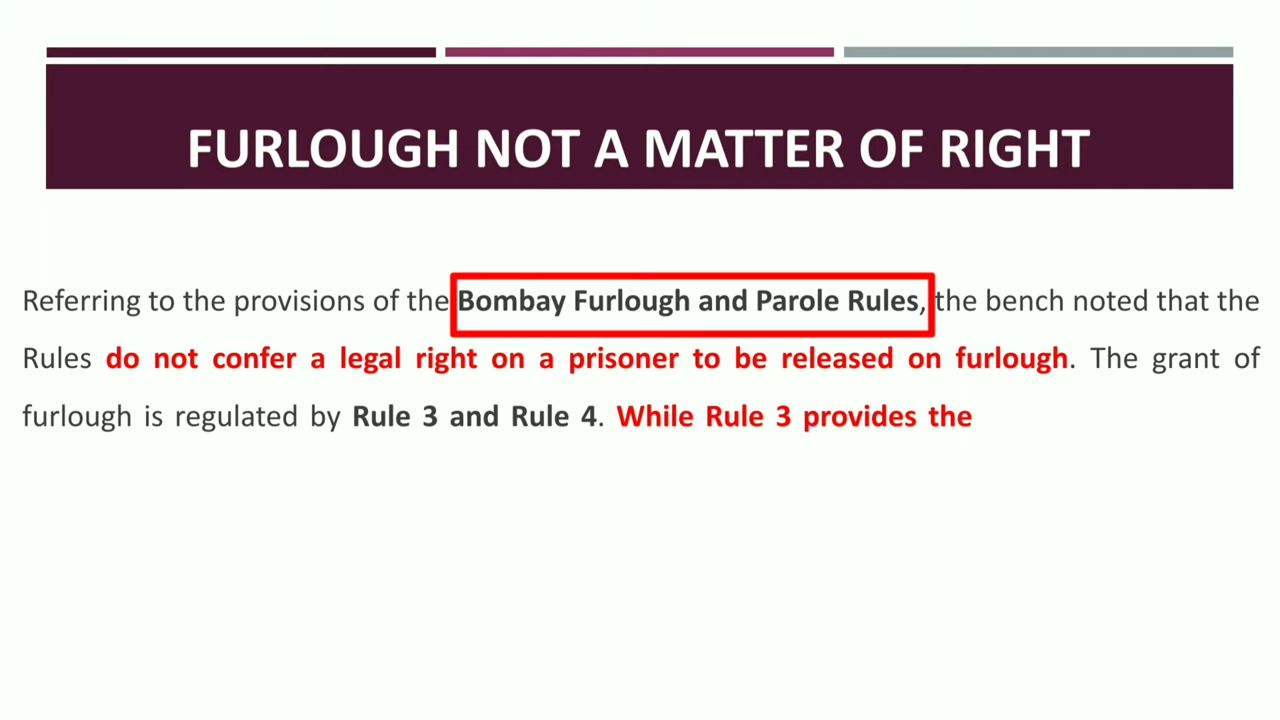 FURLOUGH NOT A MATTER OF RIGHT
Referring to the provisions of the Bombay Furlough and Parole Rules, the bench noted that the
Rules do not confer a legal right on a prisoner to be released on furlough. The grant of
furlough is regulated by Rule 3 and Rule 4. While Rule 3 provides the